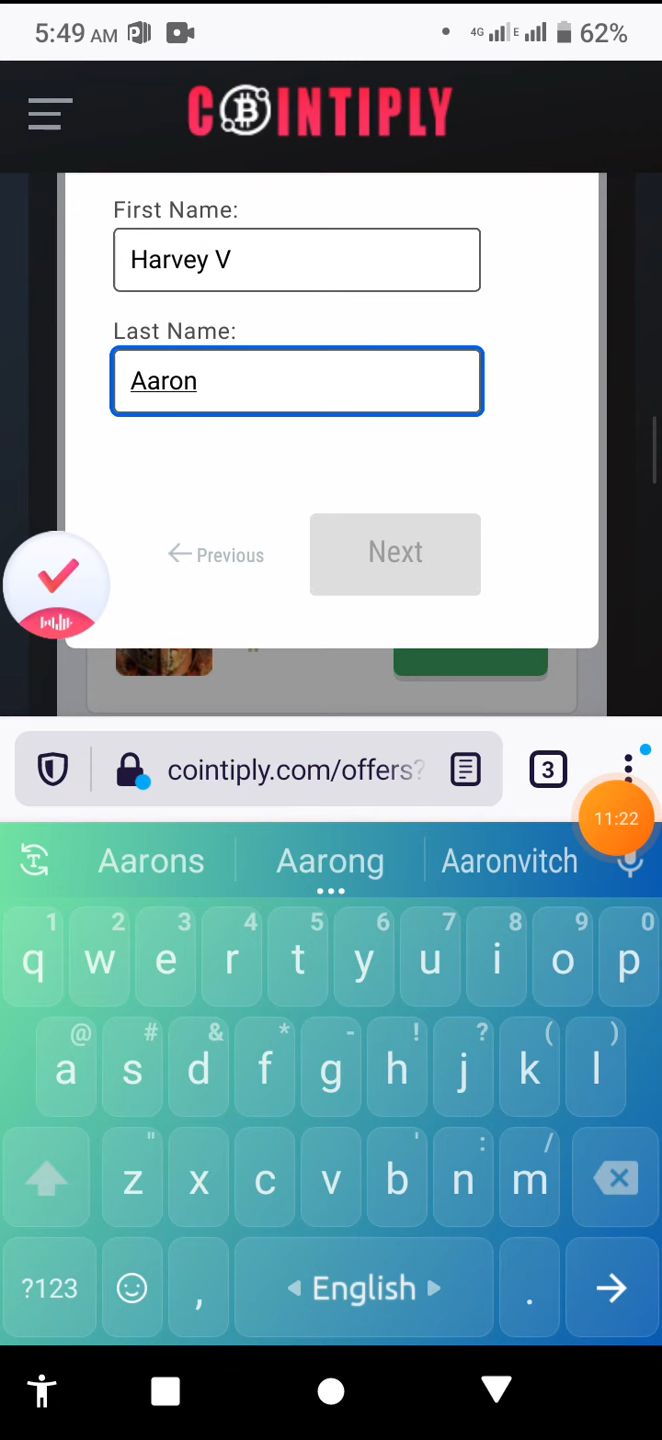 5:49 AM 4G E 62%
COINTIPLY
First Name:
Harvey V
Last Name:
Aaron
← Previous Next
cointiply.com/offers? 3
11:22
Aarons Aarong Aaronvitch
1 2 3 4 5 6 7 8 9 0
q w e r t y u i o p
@ # & * - ! ? ( )
a s d f g h j k l
" ' : /
z x c v b n m
?123 , English .